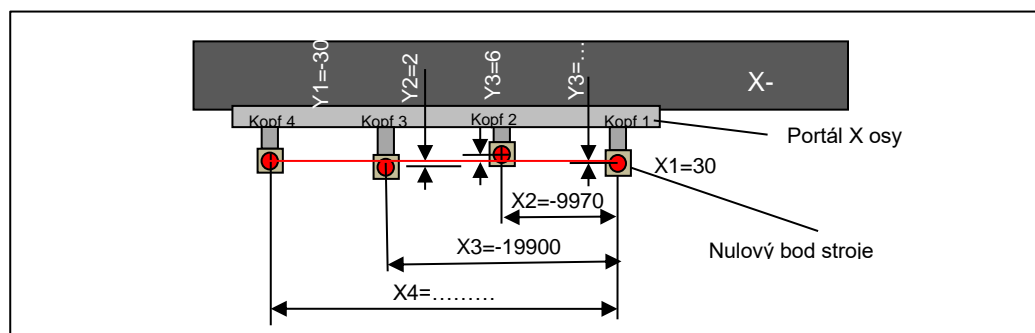 Y1=-30
Y2=2
Y3=6
Y3=...
X-
Kopf 4
Kopf 3
Kopf 2
Kopf 1
Portál X osy
X1=30
X2=-9970
X3=-19900
Nulový bod stroje
X4=.........